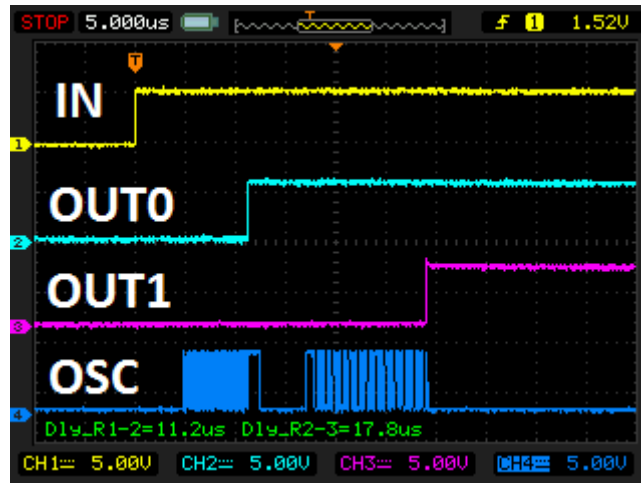 STOP 5.000us T f 1 1.52V
T
IN
1
OUT0
2
OUT1
3
OSC
4
Dly_R1-2=11.2us Dly_R2-3=17.8us
CH1 5.00V CH2 5.00V CH3 5.00V CH4 5.00V